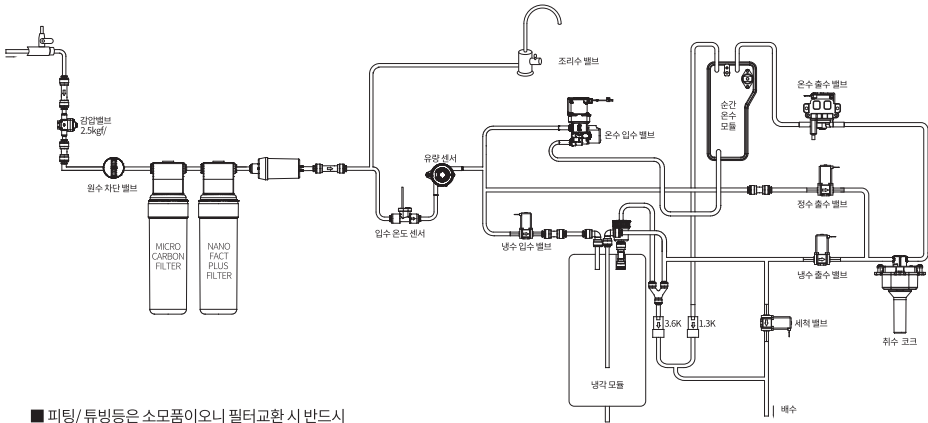 조리수 밸브
온수 출수 밸브
순간
온수
모듈
감압밸브
2.5kgf/
온수 입수 밸브
유량 센서
원수 차단 밸브
정수 출수 밸브
입수 온도 센서
냉수 입수 밸브
MICRO
CARBON
FILTER
NANO
FACT
PLUS
FILTER
냉수 출수 밸브
3.6K
1.3K
세척 밸브
취수 코크
냉각 모듈
배수
■ 피팅/ 튜빙등은 소모품이오니 필터교환 시 반드시